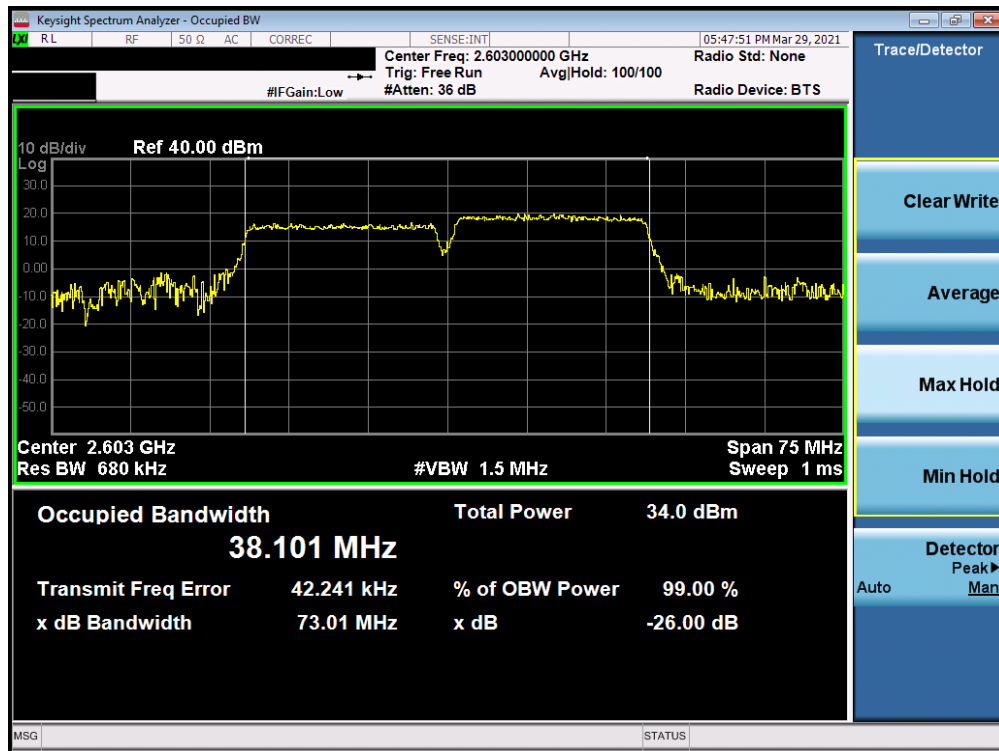 Keysight Spectrum Analyzer - Occupied BW
LXI RL RF 50 Ω AC CORREC SENSE:INT 05:47:51 PM Mar 29, 2021
Center Freq: 2.603000000 GHz Radio Std: None
Trig: Free Run Avg|Hold: 100/100
#IFGain:Low #Atten: 36 dB Radio Device: BTS
Trace/Detector
10 dB/div Ref 40.00 dBm
Log
30.0
20.0
10.0
0.00
-10.0
-20.0
-30.0
-40.0
-50.0
Center 2.603 GHz Span 75 MHz
Res BW 680 kHz #VBW 1.5 MHz Sweep 1 ms
Occupied Bandwidth Total Power 34.0 dBm
38.101 MHz
Transmit Freq Error 42.241 kHz % of OBW Power 99.00 %
x dB Bandwidth 73.01 MHz x dB -26.00 dB
Clear Write
Average
Max Hold
Min Hold
Detector
Peak▶
Auto Man
MSG STATUS